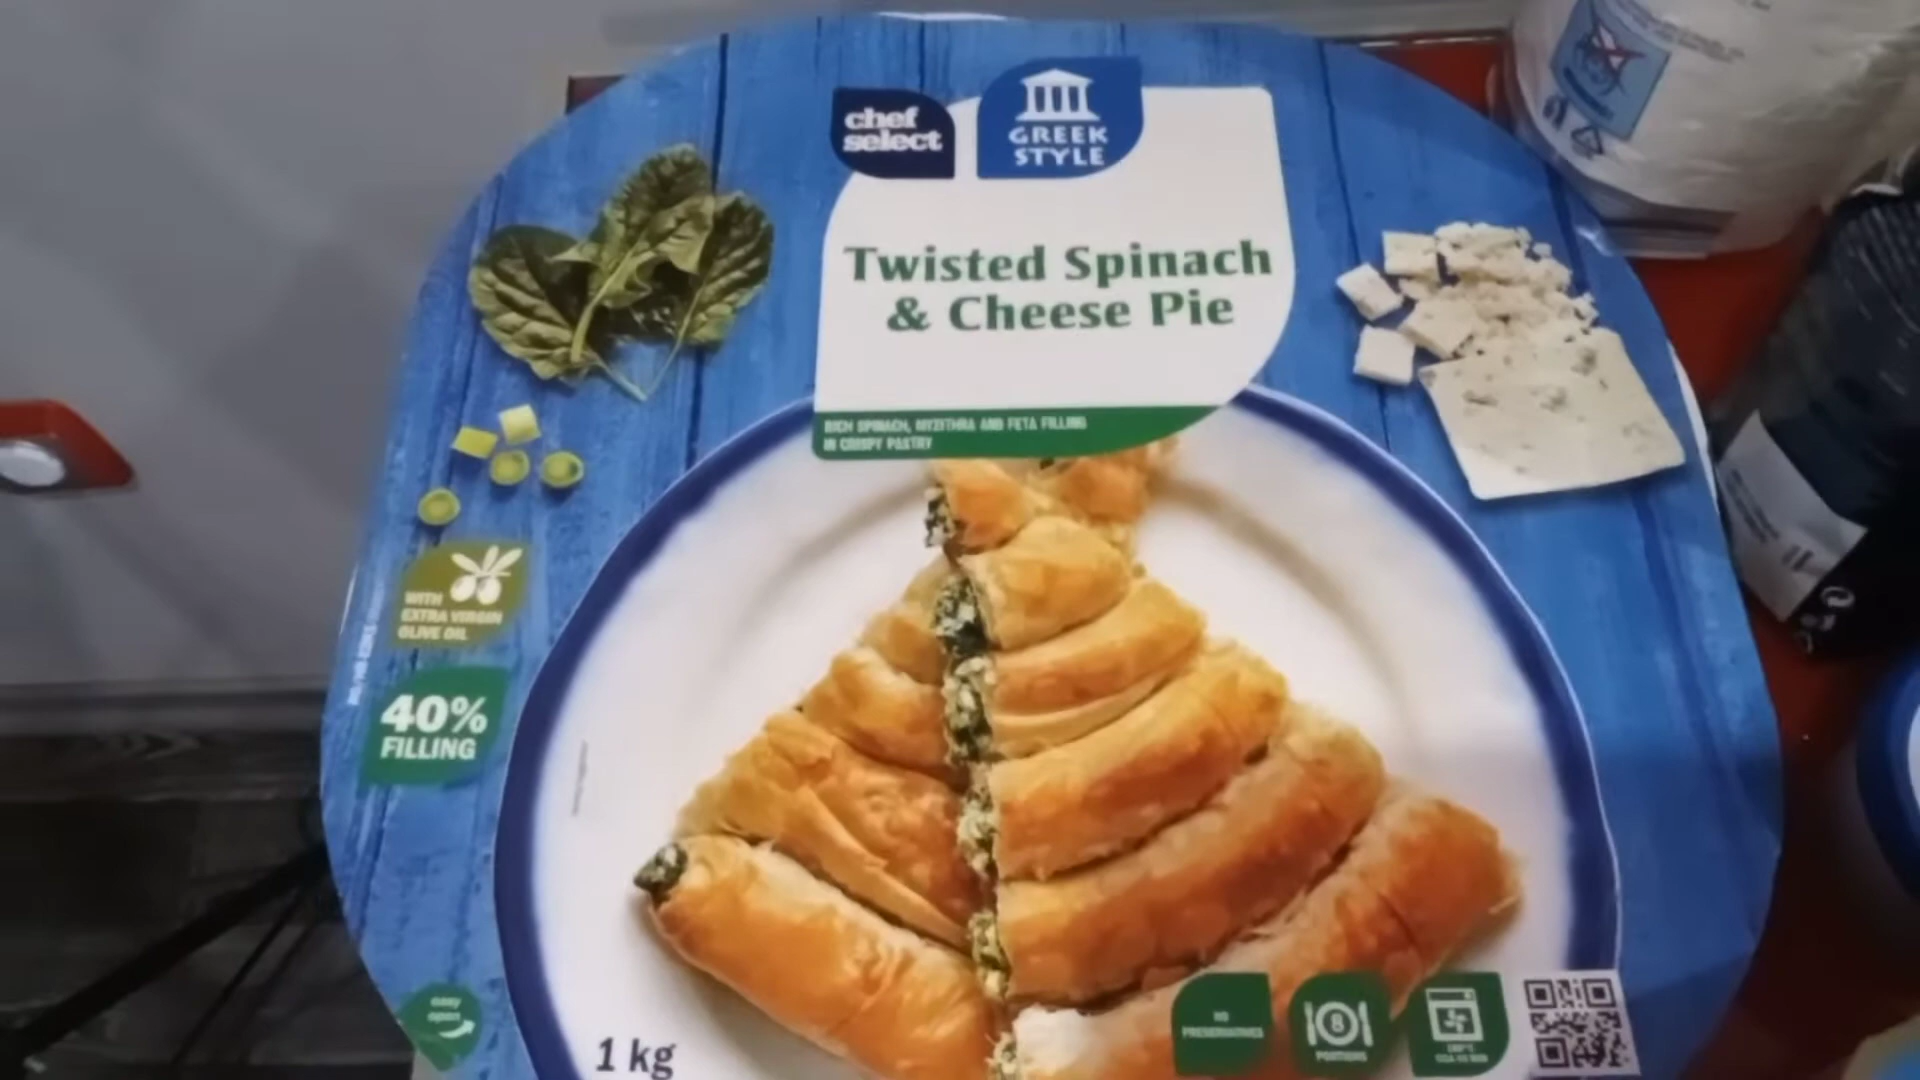 chef
select
GREEK
STYLE
Twisted Spinach
& Cheese Pie
RICH SPINACH, MYZITHRA AND FETA FILLING
IN CRISPY PASTRY
WITH
EXTRA VIRGIN
OLIVE OIL
40%
FILLING
easy
open
1 kg
NO
PRESERVATIVES
8
PORTIONS